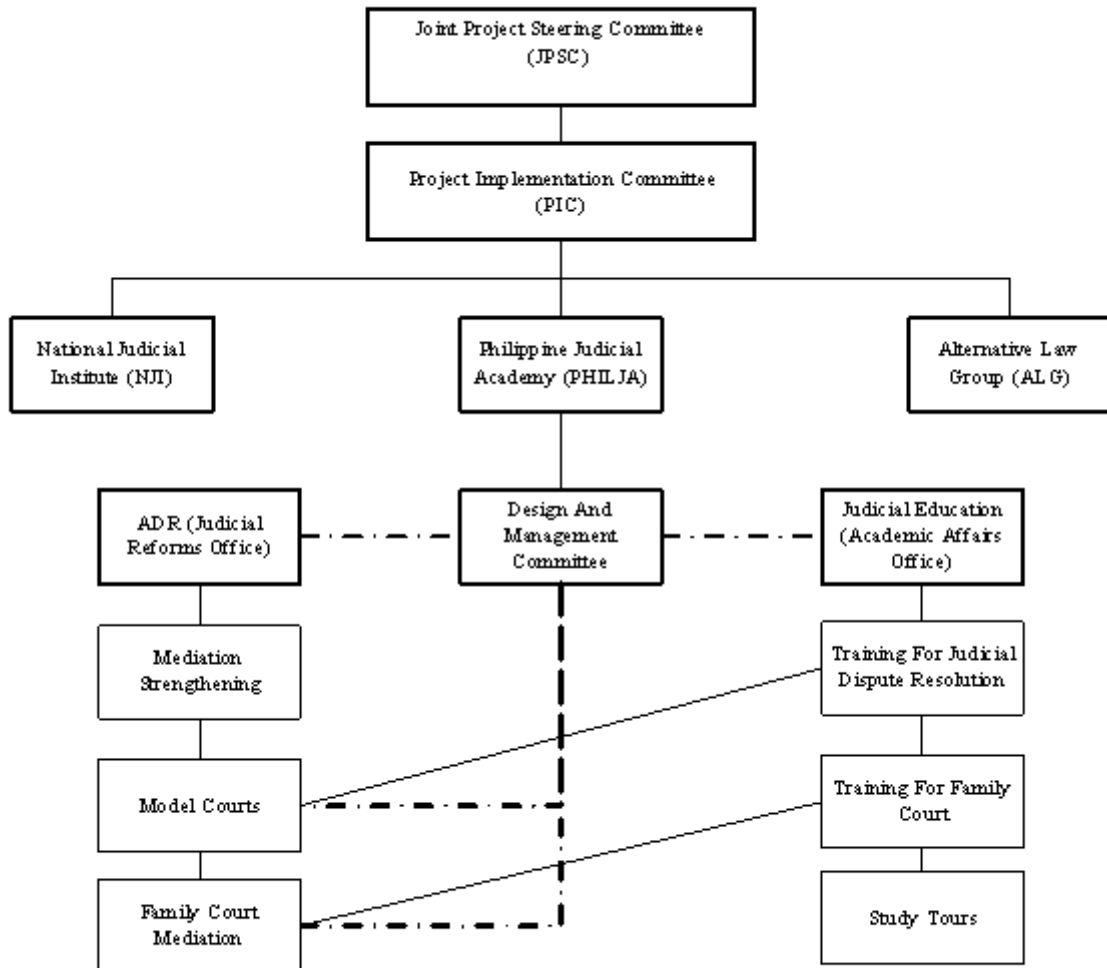 Joint Project Steering Committee
(JPSC)
Project Implementation Committee
(PIC)
National Judicial
Institute (NJI)
Philippine Judicial
Academy (PHILJA)
Alternative Law
Group (ALG)
ADR (Judicial
Reforms Office)
Design And
Management
Committee
Judicial Education
(Academic Affairs
Office)
Mediation
Strengthening
Training For Judicial
Dispute Resolution
Model Courts
Training For Family
Court
Family Court
Mediation
Study Tours